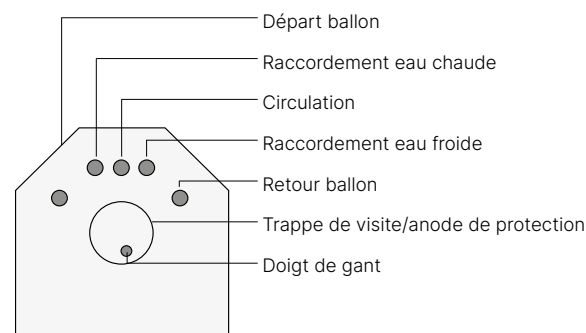 Départ ballon
Raccordement eau chaude
Circulation
Raccordement eau froide
Retour ballon
Trappe de visite/anode de protection
Doigt de gant